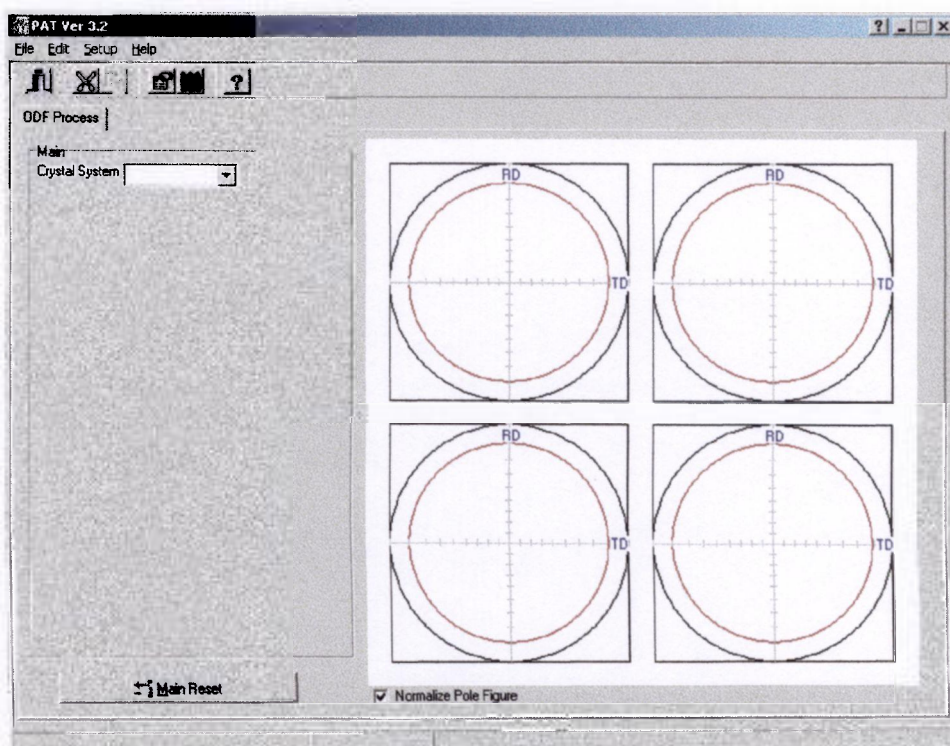 PAT Ver 3.2
File Edit Setup Help
ODF Process
Main
Crystal System
RD
TD
RD
TD
RD
TD
RD
TD
Main Reset
Normalize Pole Figure